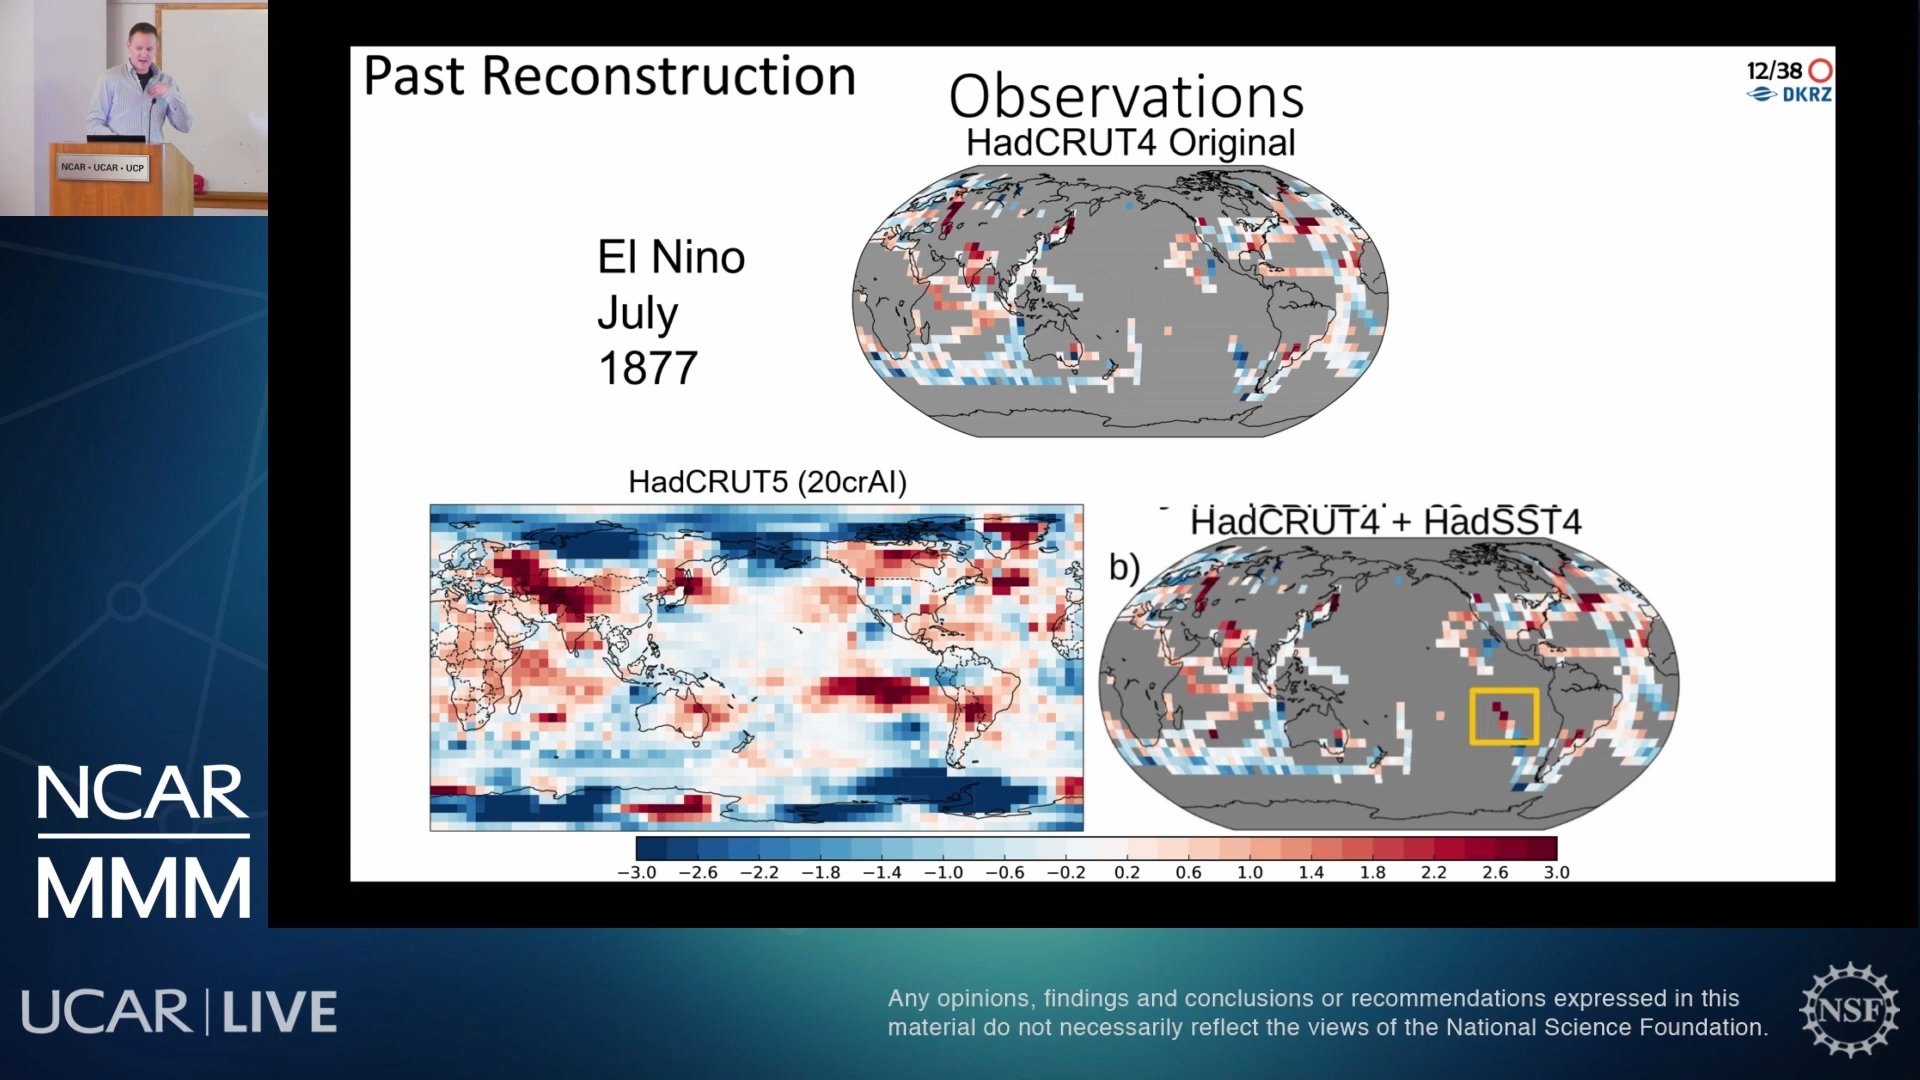 NCAR • UCAR • UCP
Past Reconstruction
Observations
HadCRUT4 Original
12/38
DKRZ
El Nino
July
1877
HadCRUT5 (20crAI)
HadCRUT4 + HadSST4
b)
−3.0 −2.6 −2.2 −1.8 −1.4 −1.0 −0.6 −0.2 0.2 0.6 1.0 1.4 1.8 2.2 2.6 3.0
NCAR
MMM
UCAR | LIVE
Any opinions, findings and conclusions or recommendations expressed in this
material do not necessarily reflect the views of the National Science Foundation.
NSF